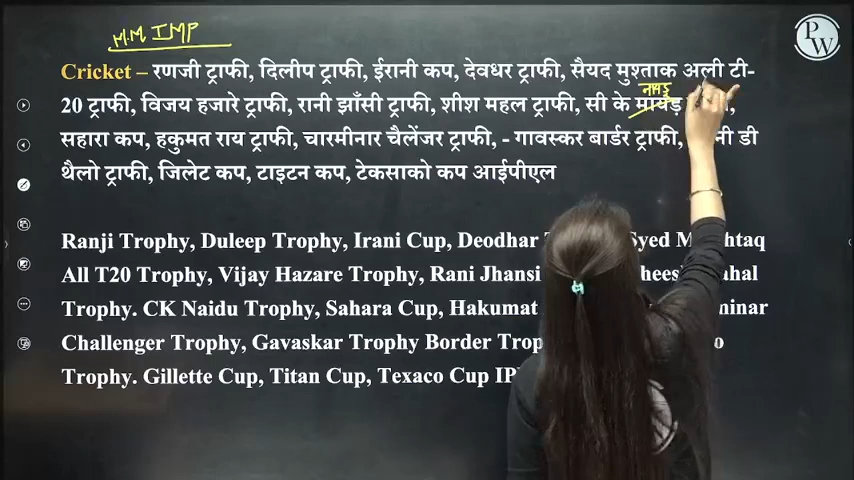 M.M IMP
PW
Cricket – रणजी ट्राफी, दिलीप ट्राफी, ईरानी कप, देवधर ट्राफी, सैयद मुश्ताक अली टी-
नायडू
20 ट्राफी, विजय हजारे ट्राफी, रानी झाँसी ट्राफी, शीश महल ट्राफी, सी के मायड़
सहारा कप, हकुमत राय ट्राफी, चारमीनार चैलेंजर ट्राफी, - गावस्कर बार्डर ट्राफी, डी
थैलो ट्राफी, जिलेट कप, टाइटन कप, टेकसाको कप आईपीएल
Ranji Trophy, Duleep Trophy, Irani Cup, Deodhar
All T20 Trophy, Vijay Hazare Trophy, Rani Jhansi
Trophy. CK Naidu Trophy, Sahara Cup, Hakumat
Challenger Trophy, Gavaskar Trophy Border
Trophy. Gillette Cup, Titan Cup, Texaco Cup